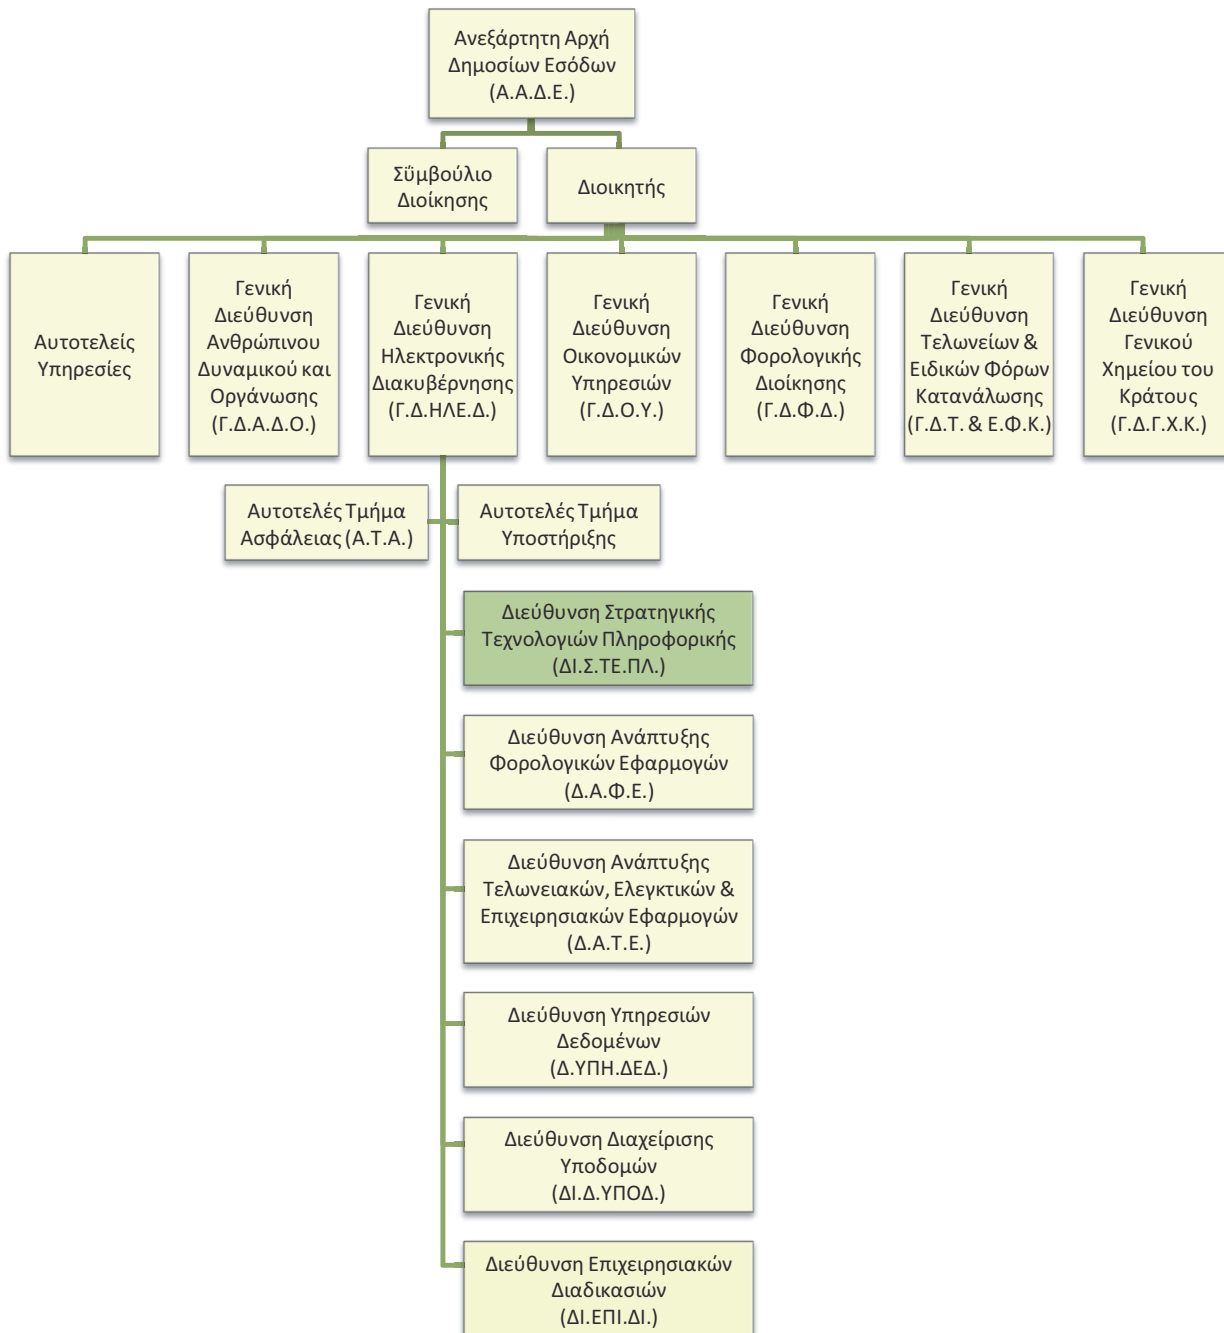 Ανεξάρτητη Αρχή
Δημοσίων Εσόδων
(Α.Α.Δ.Ε.)
Σΰμβούλιο
Διοίκησης
Διοικητής
Αυτοτελείς
Υπηρεσίες
Γενική
Διεύθυνση
Ανθρώπινου
Δυναμικού και
Οργάνωσης
(Γ.Δ.Α.Δ.Ο.)
Γενική
Διεύθυνση
Ηλεκτρονικής
Διακυβέρνησης
(Γ.Δ.ΗΛΕ.Δ.)
Γενική
Διεύθυνση
Οικονομικών
Υπηρεσιών
(Γ.Δ.Ο.Υ.)
Γενική
Διεύθυνση
Φορολογικής
Διοίκησης
(Γ.Δ.Φ.Δ.)
Γενική
Διεύθυνση
Τελωνείων &
Ειδικών Φόρων
Κατανάλωσης
(Γ.Δ.Τ. & Ε.Φ.Κ.)
Γενική
Διεύθυνση
Γενικού
Χημείου του
Κράτους
(Γ.Δ.Γ.Χ.Κ.)
Αυτοτελές Τμήμα
Ασφάλειας (Α.Τ.Α.)
Αυτοτελές Τμήμα
Υποστήριξης
Διεύθυνση Στρατηγικής
Τεχνολογιών Πληροφορικής
(ΔΙ.Σ.ΤΕ.ΠΛ.)
Διεύθυνση Ανάπτυξης
Φορολογικών Εφαρμογών
(Δ.Α.Φ.Ε.)
Διεύθυνση Ανάπτυξης
Τελωνειακών, Ελεγκτικών &
Επιχειρησιακών Εφαρμογών
(Δ.Α.Τ.Ε.)
Διεύθυνση Υπηρεσιών
Δεδομένων
(Δ.ΥΠΗ.ΔΕΔ.)
Διεύθυνση Διαχείρισης
Υποδομών
(ΔΙ.Δ.ΥΠΟΔ.)
Διεύθυνση Επιχειρησιακών
Διαδικασιών
(ΔΙ.ΕΠΙ.ΔΙ.)